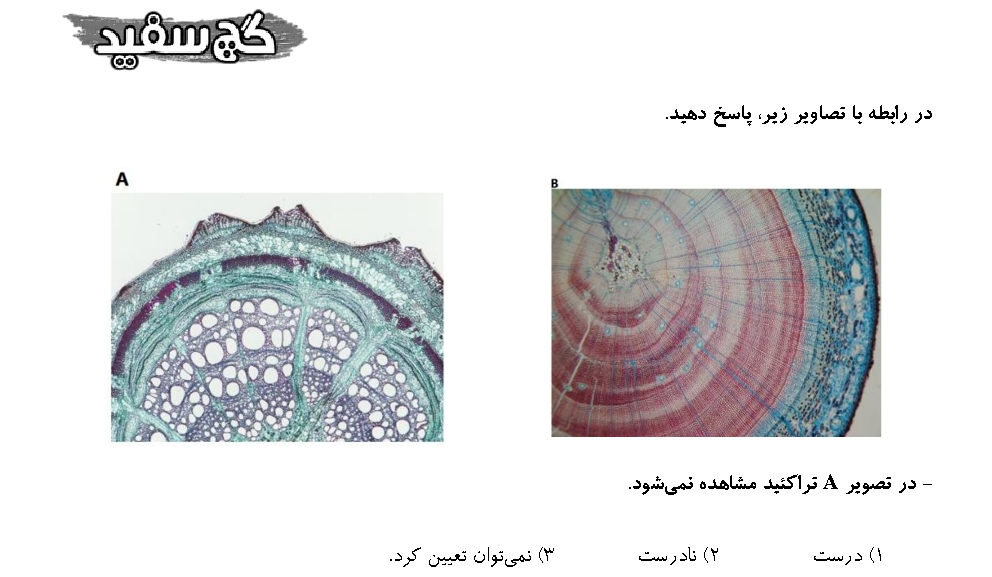 گچ سفید
در رابطه با تصاویر زیر، پاسخ دهید.
A
B
- در تصویر A تراکئید مشاهده نمی‌شود.
۱) درست ۲) نادرست ۳) نمی‌توان تعیین کرد.